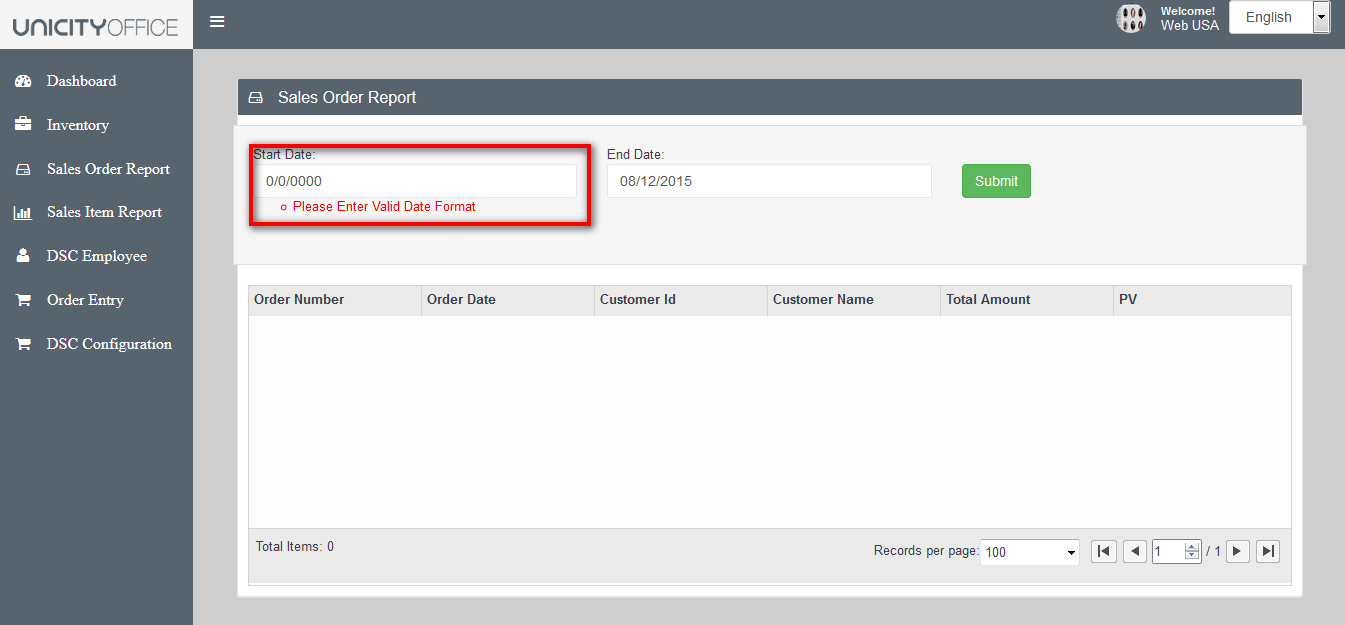 UNICITYOFFICE
Welcome!
Web USA
English
Dashboard
Inventory
Sales Order Report
Sales Item Report
DSC Employee
Order Entry
DSC Configuration
Sales Order Report
Start Date:
End Date:
0/0/0000
08/12/2015
Submit
Please Enter Valid Date Format
Order Number Order Date Customer Id Customer Name Total Amount PV
Total Items: 0
Records per page: 100 1 / 1